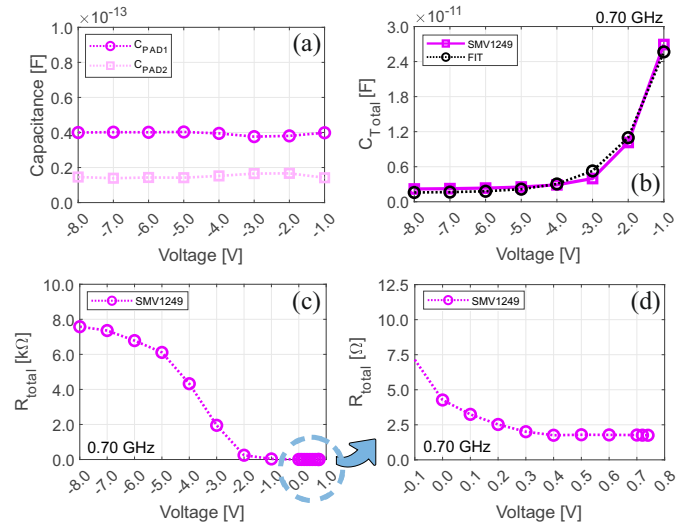 ×10⁻¹³
1.0
0.8
0.6
0.4
0.1
0.0
Capacitance [F]
C_PAD1
C_PAD2
(a)
-8.0 -7.0 -6.0 -5.0 -4.0 -3.0 -2.0 -1.0
Voltage [V]
×10⁻¹¹
0.70 GHz
3.0
2.4
1.2
0.6
0.0
C_Total [F]
SMV1249
FIT
(b)
-8.0 -7.0 -6.0 -5.0 -4.0 -3.0 -2.0 -1.0
Voltage [V]
10.0
8.0
6.0
4.0
2.0
0.0
R_total [kΩ]
SMV1249
(c)
0.70 GHz
-8.0 -7.0 -6.0 -5.0 -4.0 -3.0 -2.0 -1.0 0.0 1.0
Voltage [V]
12.5
10.0
7.5
5.0
2.5
0.0
R_total [Ω]
SMV1249
(d)
0.70 GHz
-0.1 0.0 0.1 0.2 0.3 0.4 0.5 0.6 0.7 0.8
Voltage [V]